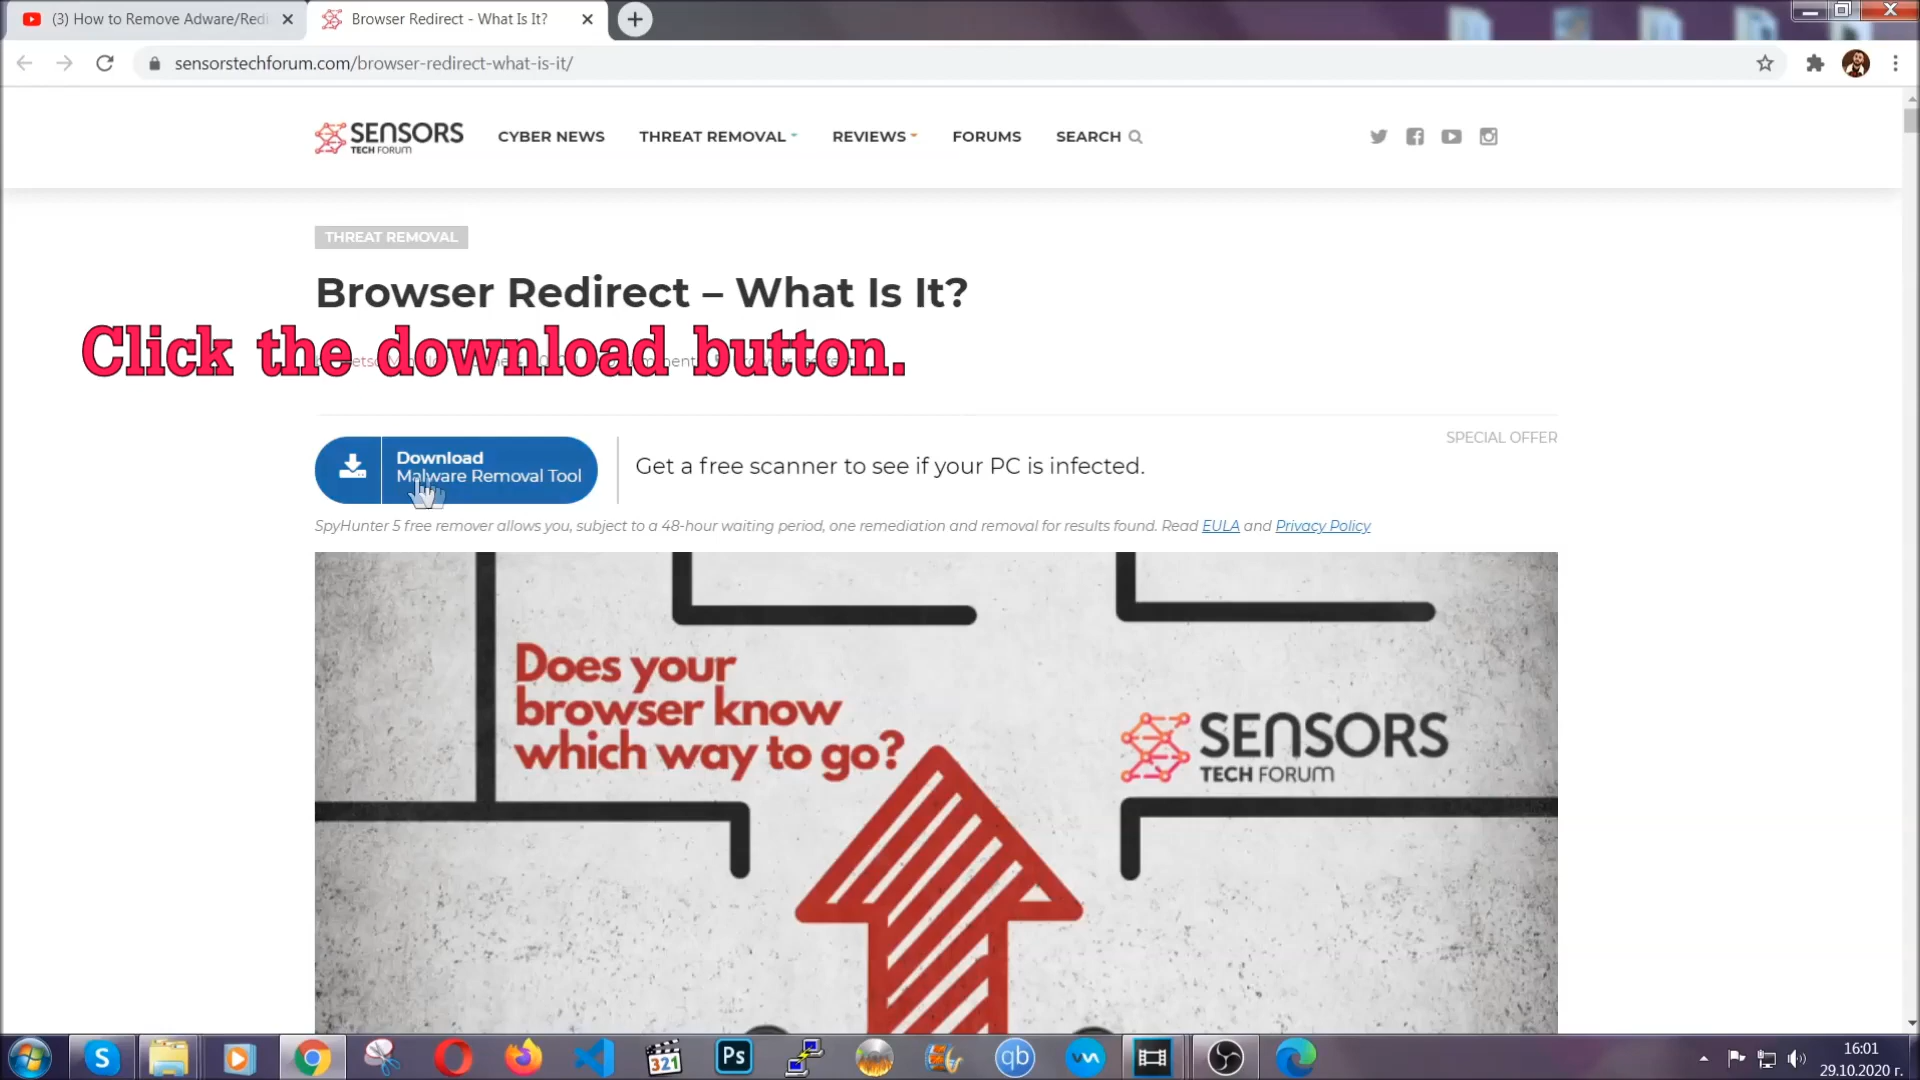 (3) How to Remove Adware/Redi
Browser Redirect - What Is It?
sensorstechforum.com/browser-redirect-what-is-it/
SENSORS
TECH FORUM
CYBER NEWS
THREAT REMOVAL
REVIEWS
FORUMS
SEARCH
THREAT REMOVAL
Browser Redirect – What Is It?
Click the download button.
SPECIAL OFFER
Download
Malware Removal Tool
Get a free scanner to see if your PC is infected.
SpyHunter 5 free remover allows you, subject to a 48-hour waiting period, one remediation and removal for results found. Read EULA and Privacy Policy
Does your
browser know
which way to go?
SENSORS
TECH FORUM
S
321
Ps
qb
16:01
29.10.2020 г.